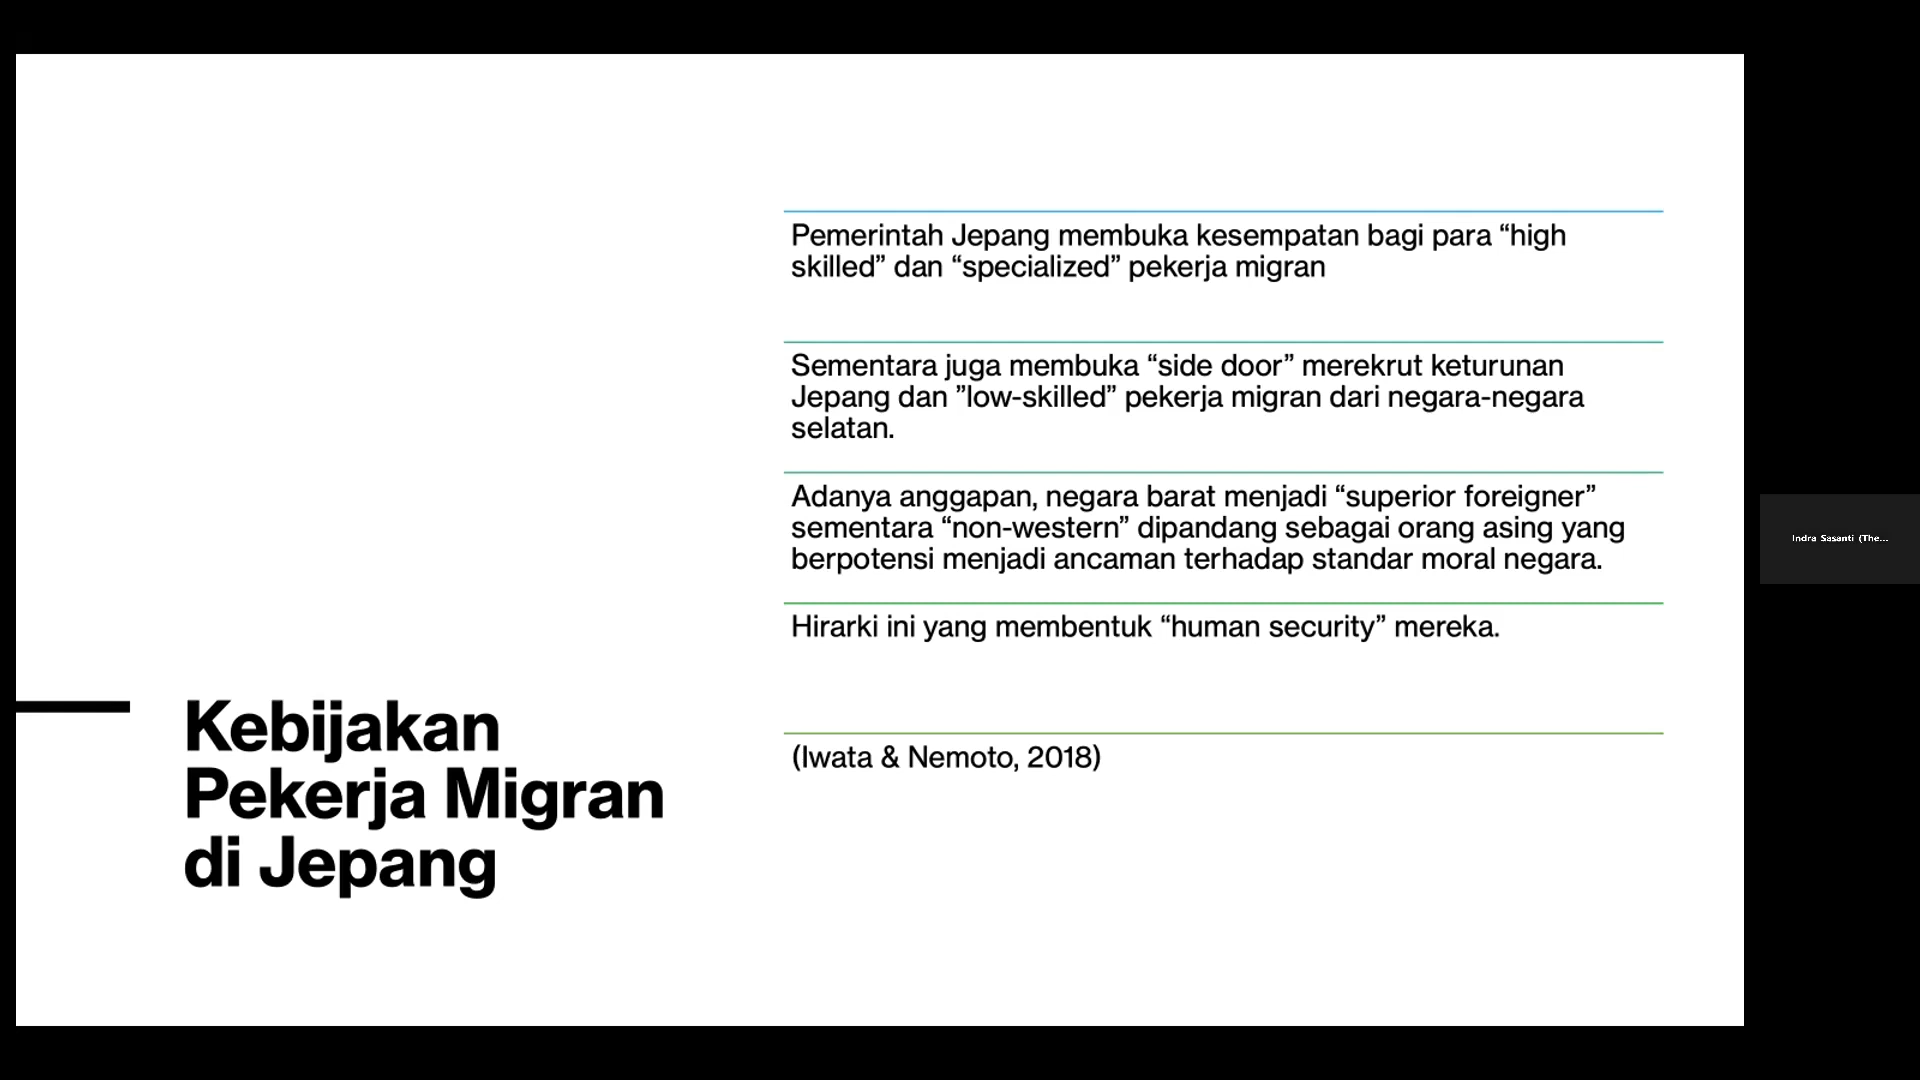 Pemerintah Jepang membuka kesempatan bagi para “high
skilled” dan “specialized” pekerja migran
Sementara juga membuka “side door” merekrut keturunan
Jepang dan ”low-skilled” pekerja migran dari negara-negara
selatan.
Adanya anggapan, negara barat menjadi “superior foreigner”
sementara “non-western” dipandang sebagai orang asing yang
berpotensi menjadi ancaman terhadap standar moral negara.
Hirarki ini yang membentuk “human security” mereka.
(Iwata & Nemoto, 2018)
Kebijakan
Pekerja Migran
di Jepang
Indra Sasanti (The...